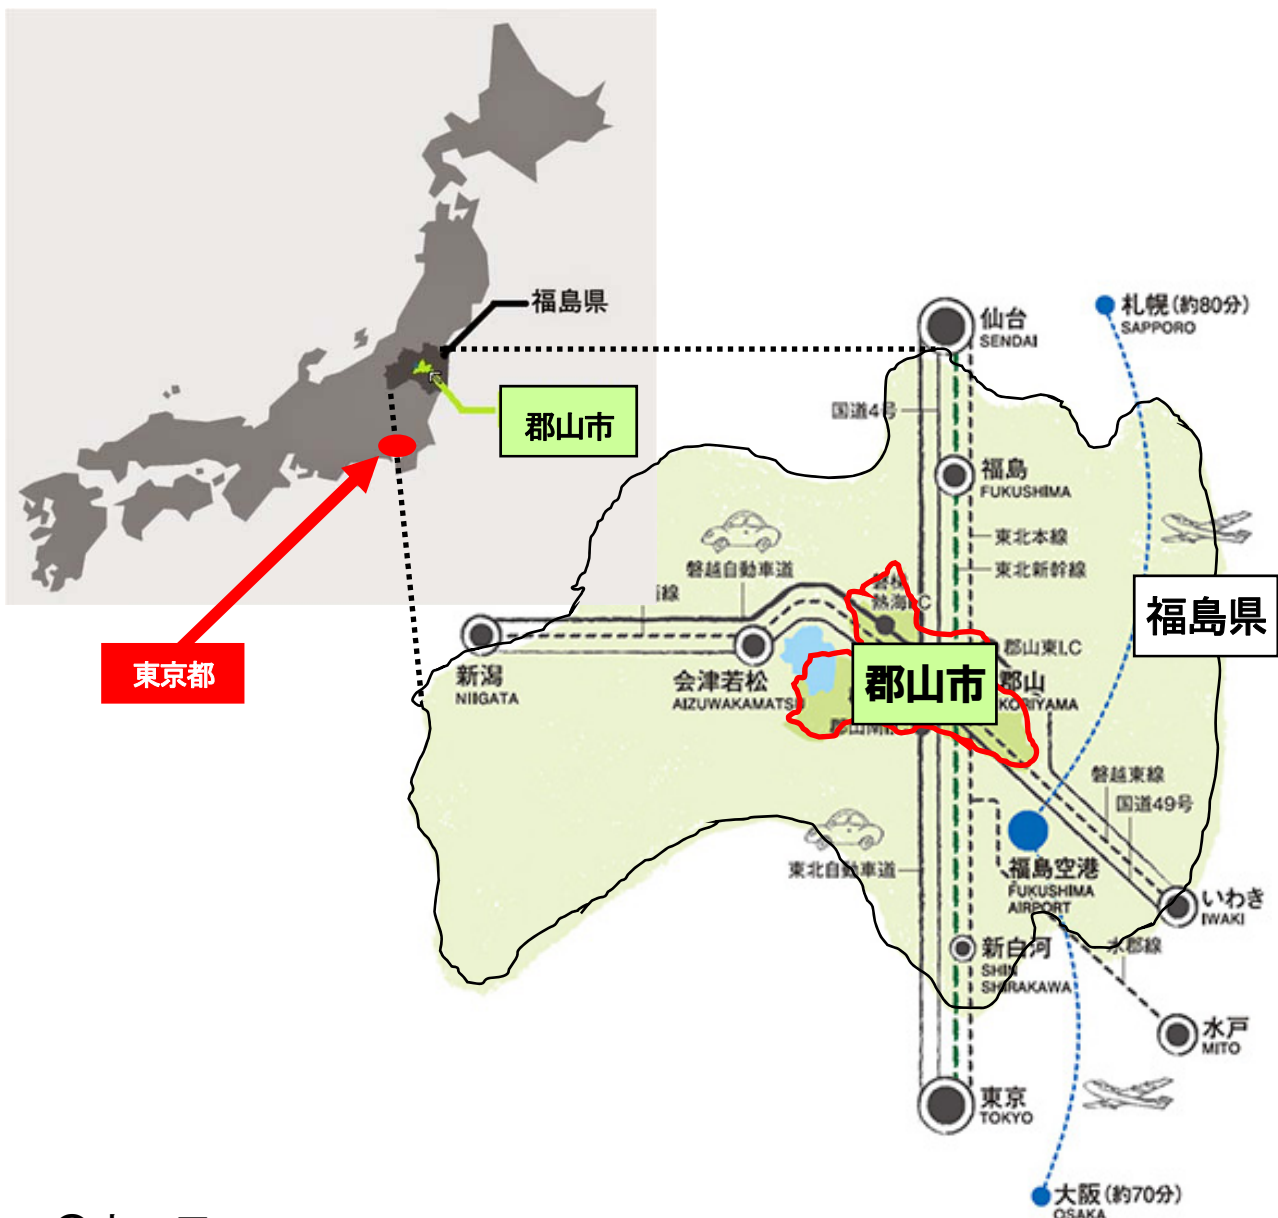 福島県
郡山市
東京都
仙台
SENDAI
札幌(約80分)
SAPPORO
国道4号
福島
FUKUSHIMA
東北本線
東北新幹線
磐越自動車道
福島県
新潟
NIIGATA
会津若松
AIZUWAKAMATSU
郡山東I.C
郡山市
郡山
KORIYAMA
磐越東線
国道49号
東北自動車道
福島空港
FUKUSHIMA
AIRPORT
いわき
IWAKI
新白河
SHIN
SHIRAKAWA
水郡線
水戸
MITO
東京
TOKYO
大阪(約70分)
OSAKA